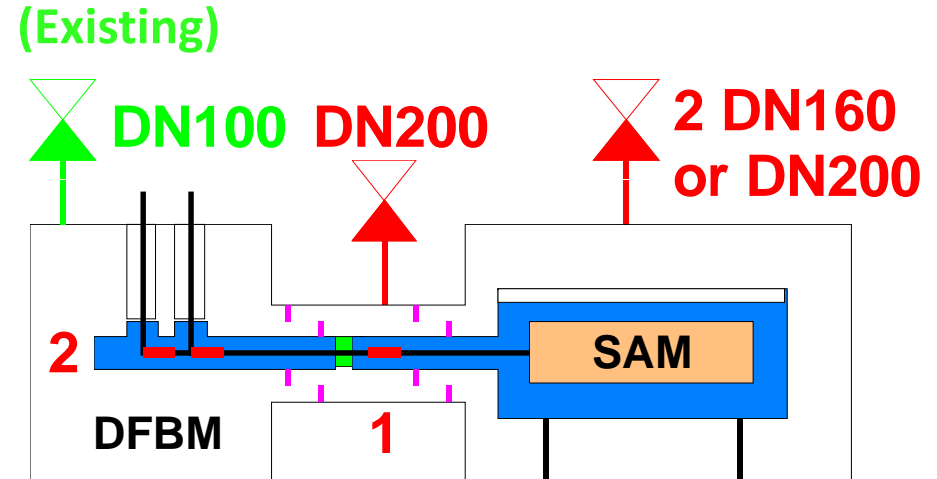 (Existing)
DN100
DN200
2 DN160
or DN200
2
SAM
DFBM
1